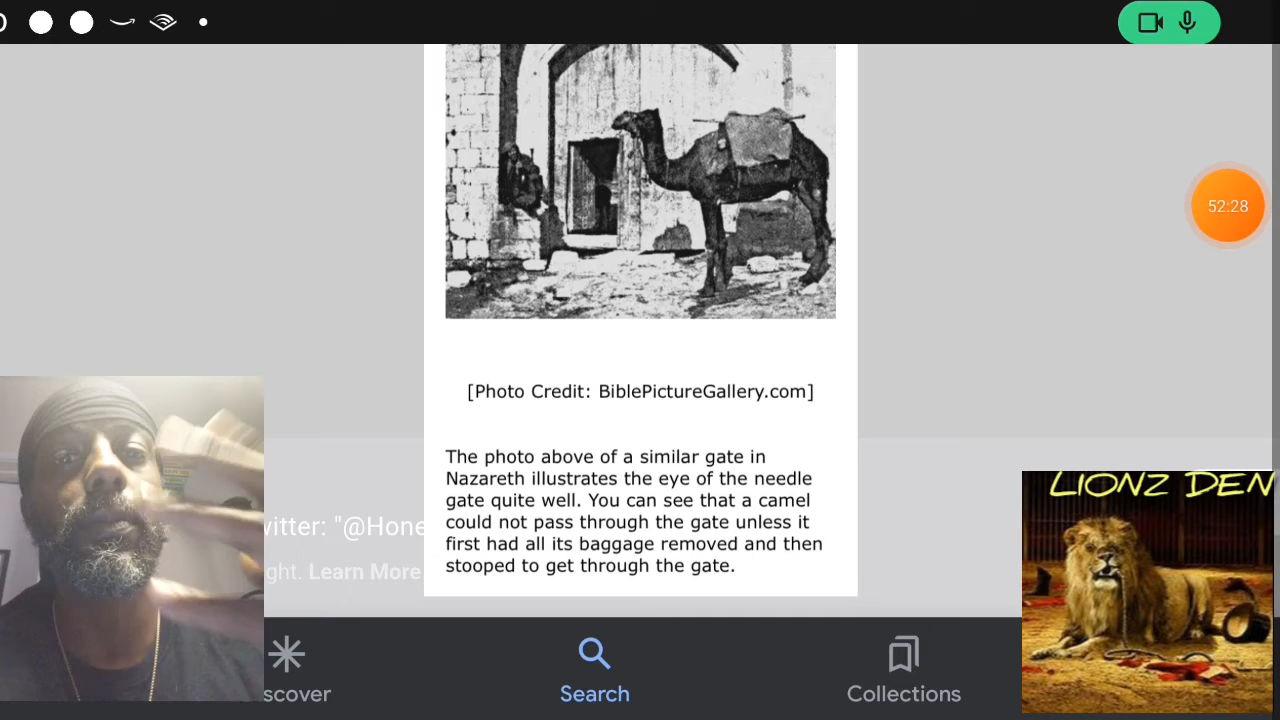 52:28
[Photo Credit: BiblePictureGallery.com]
The photo above of a similar gate in
Nazareth illustrates the eye of the needle
gate quite well. You can see that a camel
could not pass through the gate unless it
first had all its baggage removed and then
stooped to get through the gate.
LIONZ DEN
vitter: "@Hone
ght. Learn More
scover
Search
Collections